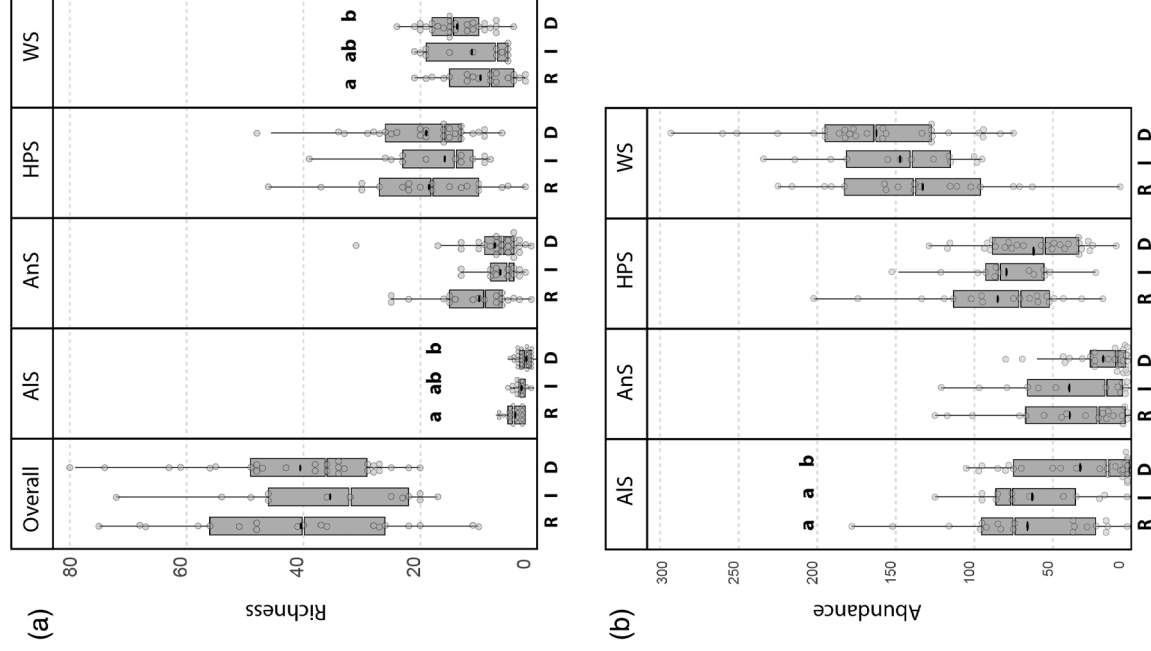 (a)
Overall
AIS
AnS
HPS
WS
Richness
80
60
40
20
0
a ab b
a ab b
R I D
R I D
R I D
R I D
R I D
(b)
AIS
AnS
HPS
WS
Abundance
300
250
200
150
100
50
0
a a b
R I D
R I D
R I D
R I D